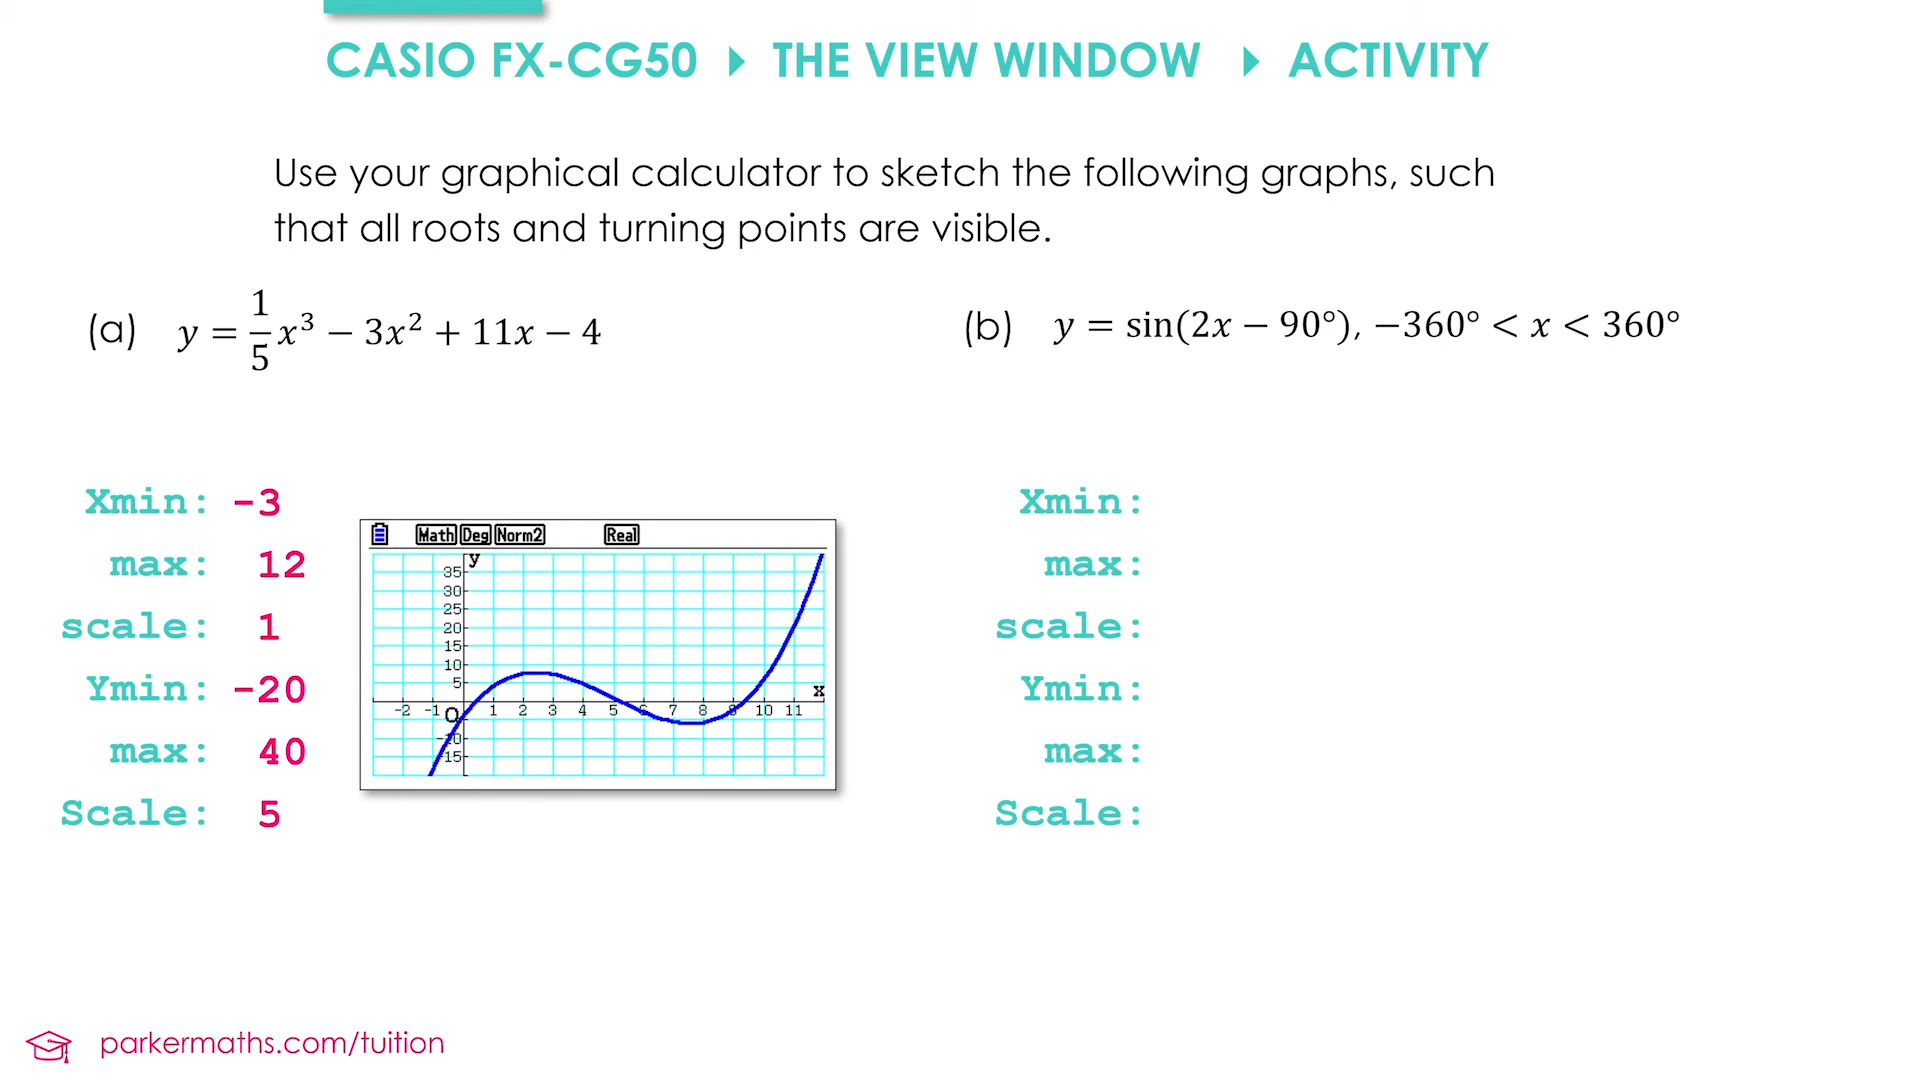 CASIO FX-CG50 ▸ THE VIEW WINDOW ▸ ACTIVITY
Use your graphical calculator to sketch the following graphs, such
that all roots and turning points are visible.
(a) y = 1/5 x³ − 3x² + 11x − 4
(b) y = sin(2x − 90°), −360° < x < 360°
Xmin: -3
max: 12
scale: 1
Ymin: -20
max: 40
Scale: 5
Math Deg Norm2 Real
y
35
30
25
20
15
10
5
x
-2 -1 O 1 2 3 4 5 6 7 8 9 10 11
-10
-15
Xmin:
max:
scale:
Ymin:
max:
Scale:
parkermaths.com/tuition